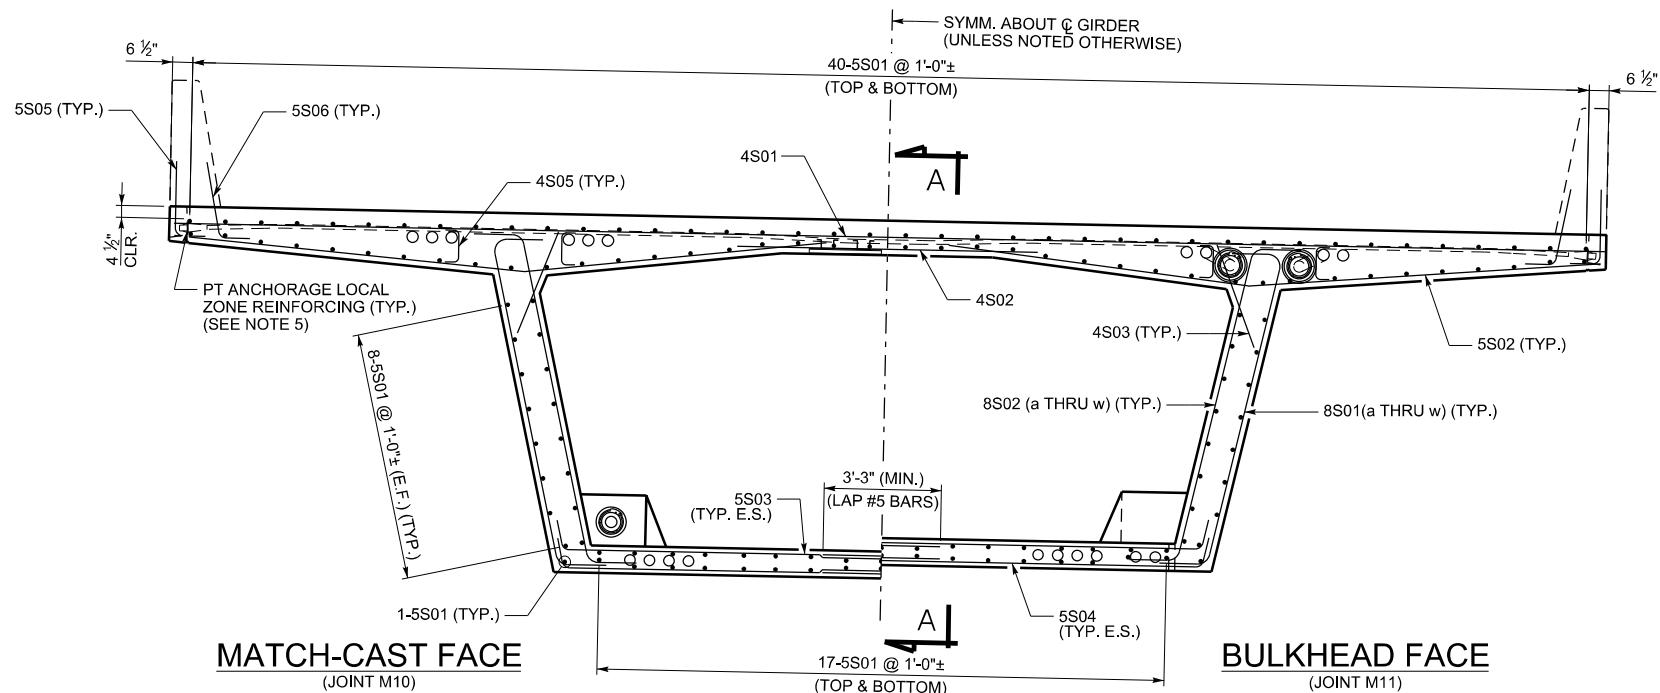 SYMM. ABOUT ℄ GIRDER
(UNLESS NOTED OTHERWISE)
6 ½"
40-5S01 @ 1'-0"±
(TOP & BOTTOM)
6 ½"
5S05 (TYP.)
5S06 (TYP.)
4S01
A
4S05 (TYP.)
4 ½"
CLR.
PT ANCHORAGE LOCAL
ZONE REINFORCING (TYP.)
(SEE NOTE 5)
4S02
4S03 (TYP.)
5S02 (TYP.)
8-5S01 @ 1'-0"± (E.F.) (TYP.)
8S02 (a THRU w) (TYP.)
8S01(a THRU w) (TYP.)
3'-3" (MIN.)
(LAP #5 BARS)
5S03
(TYP. E.S.)
1-5S01 (TYP.)
A
5S04
(TYP. E.S.)
MATCH-CAST FACE
(JOINT M10)
17-5S01 @ 1'-0"±
(TOP & BOTTOM)
BULKHEAD FACE
(JOINT M11)